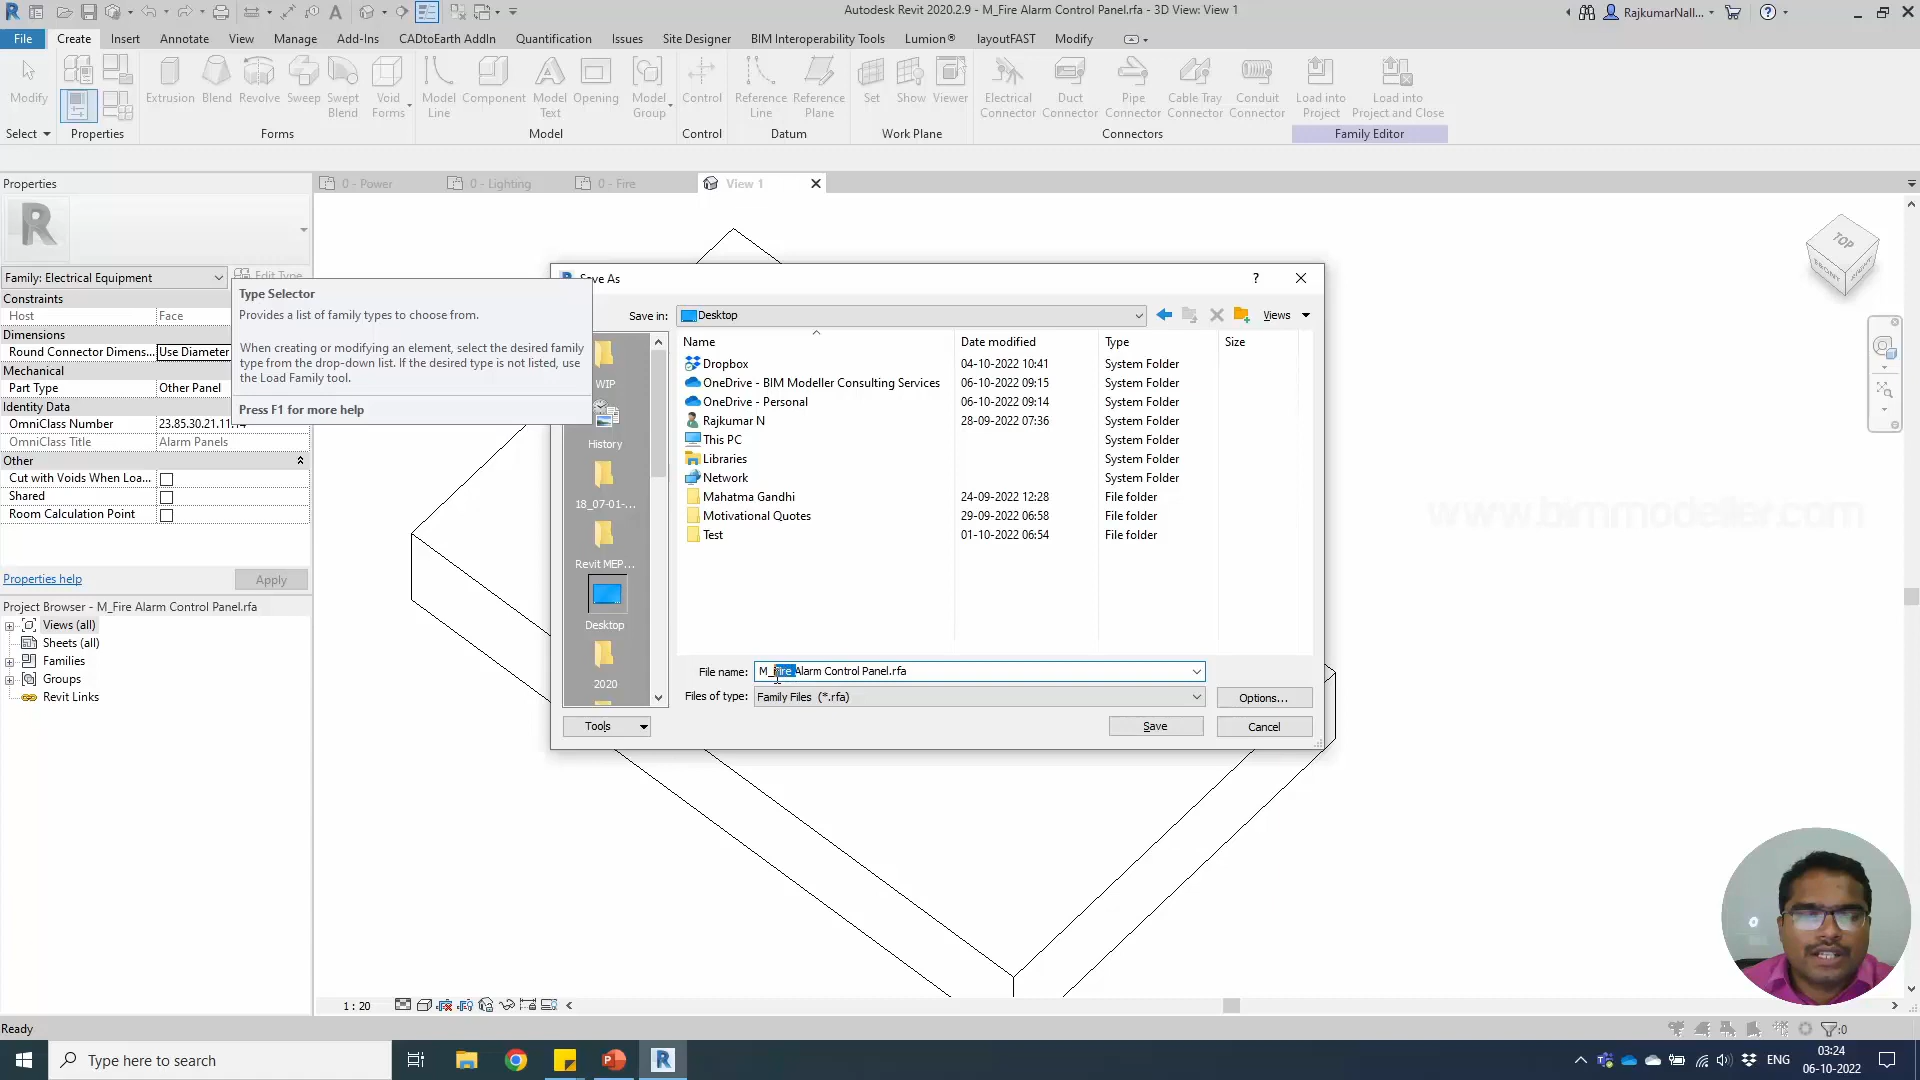 Autodesk Revit 2020.2.9 - M_Fire Alarm Control Panel.rfa - 3D View: View 1
RajkumarNall...
File Create Insert Annotate View Manage Add-Ins CADtoEarth AddIn Quantification Issues Site Designer BIM Interoperability Tools Lumion® layoutFAST Modify
Modify Extrusion Blend Revolve Sweep Swept Blend Void Forms Model Line Component Model Text Opening Model Group Control Reference Line Reference Plane Set Show Viewer Electrical Connector Duct Connector Pipe Connector Cable Tray Connector Conduit Connector Load into Project Load into Project and Close
Select Properties Forms Model Control Datum Work Plane Connectors Family Editor
Properties
0 - Power 0 - Lighting 0 - Fire View 1
Family: Electrical Equipment Edit Type
Constraints
Host Face
Dimensions
Round Connector Dimens... Use Diameter
Mechanical
Part Type Other Panel
Identity Data
OmniClass Number 23.85.30.21.11.14
OmniClass Title Alarm Panels
Other
Cut with Voids When Loa...
Shared
Room Calculation Point
Properties help Apply
Type Selector
Provides a list of family types to choose from.
When creating or modifying an element, select the desired family
type from the drop-down list. If the desired type is not listed, use
the Load Family tool.
Press F1 for more help
Project Browser - M_Fire Alarm Control Panel.rfa
Views (all)
Sheets (all)
Families
Groups
Revit Links
Save As
Save in: Desktop Views
Name Date modified Type Size
Dropbox 04-10-2022 10:41 System Folder
OneDrive - BIM Modeller Consulting Services 06-10-2022 09:15 System Folder
OneDrive - Personal 06-10-2022 09:14 System Folder
Rajkumar N 28-09-2022 07:36 System Folder
This PC System Folder
Libraries System Folder
Network System Folder
Mahatma Gandhi 24-09-2022 12:28 File folder
Motivational Quotes 29-09-2022 06:58 File folder
Test 01-10-2022 06:54 File folder
WIP
History
18_07-01-...
Revit MEP...
Desktop
2020
File name: M_Fire Alarm Control Panel.rfa
Files of type: Family Files (*.rfa) Options...
Tools Save Cancel
TOP
FRONT RIGHT
www.bimmodeller.com
1 : 20
Ready
:0
Type here to search
ENG
03:24
06-10-2022